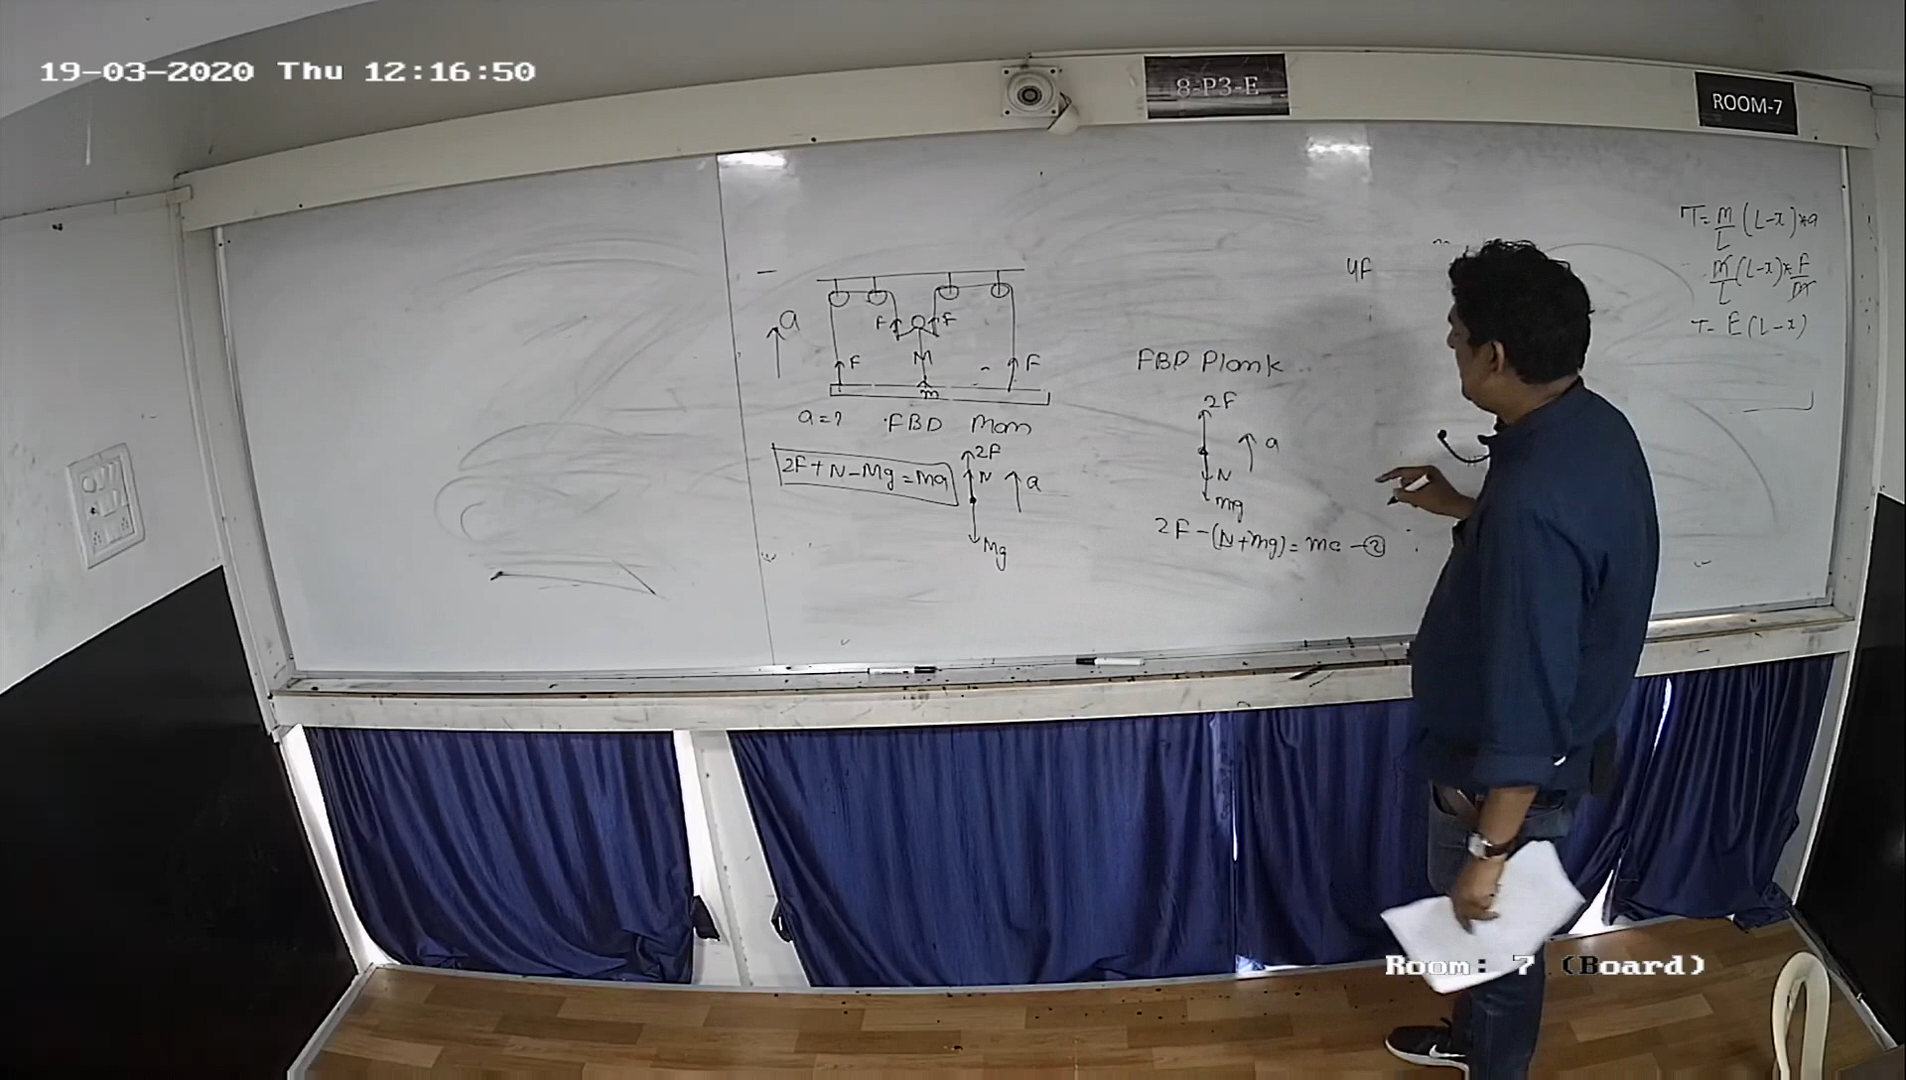 19-03-2020 Thu 12:16:50
8-P3-E
ROOM-7
a
F F
F M F
m
a=? FBD Man
2F+N-Mg=Ma
2F
N a
Mg
FBD Plank
2F
a
N
mg
2F-(N+mg)=ma-②
4F
T=m/L(L-x)*a
m/L(L-x)*F/m
T=F(L-x)
Room: 7 (Board)